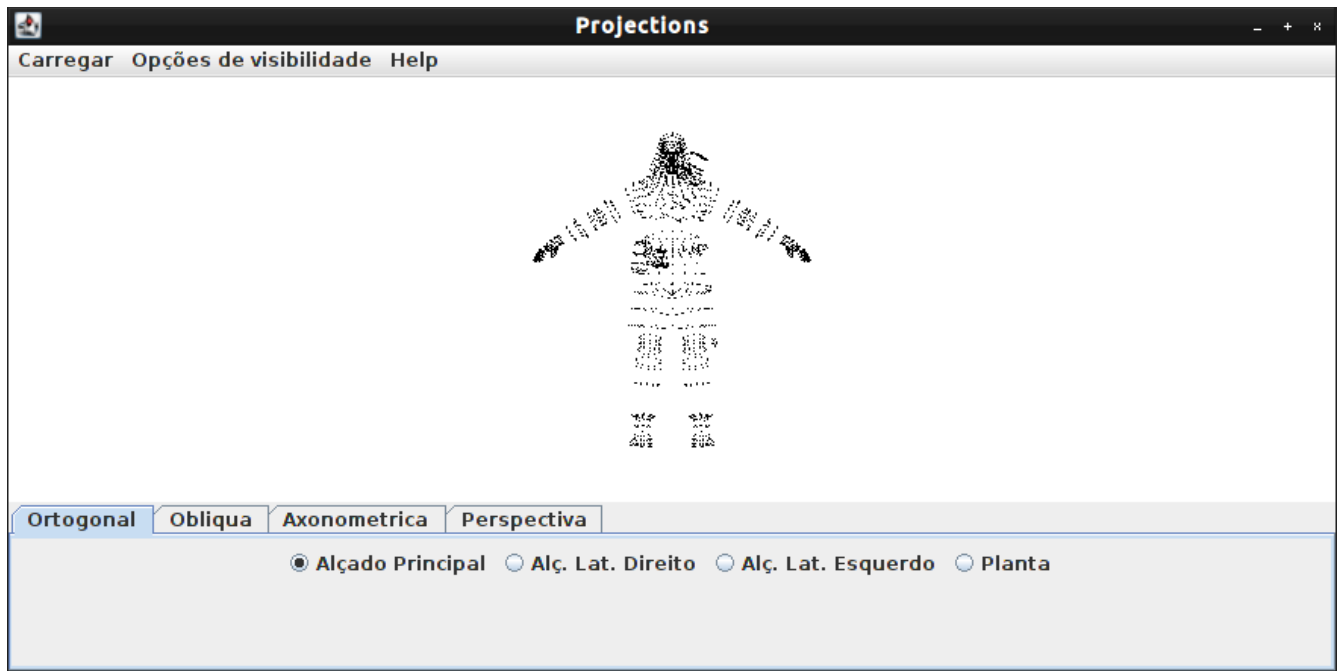 Projections
Carregar Opções de visibilidade Help
Ortogonal Obliqua Axonometrica Perspectiva
Alçado Principal Alç. Lat. Direito Alç. Lat. Esquerdo Planta